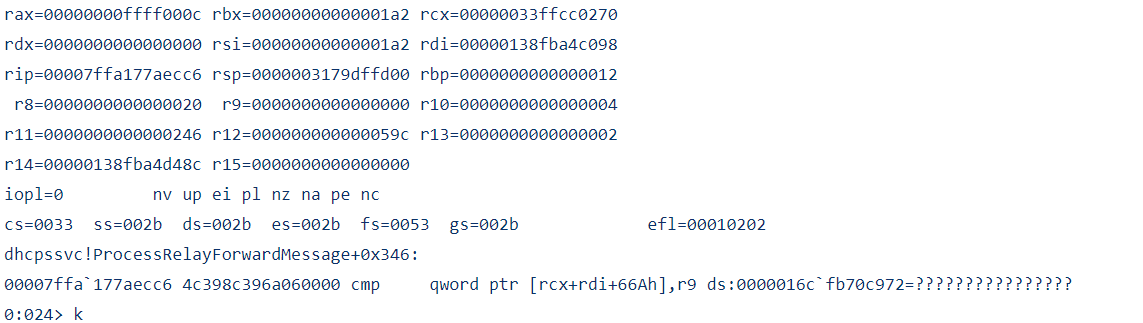 rax=00000000ffff000c rbx=00000000000001a2 rcx=00000033ffcc0270
rdx=0000000000000000 rsi=00000000000001a2 rdi=00000138fba4c098
rip=00007ffa177aecc6 rsp=0000003179dffd00 rbp=0000000000000012
 r8=0000000000000020  r9=0000000000000000 r10=0000000000000004
r11=0000000000000246 r12=000000000000059c r13=0000000000000002
r14=00000138fba4d48c r15=0000000000000000
iopl=0         nv up ei pl nz na pe nc
cs=0033  ss=002b  ds=002b  es=002b  fs=0053  gs=002b             efl=00010202
dhcpssvc!ProcessRelayForwardMessage+0x346:
00007ffa`177aecc6 4c398c396a060000 cmp     qword ptr [rcx+rdi+66Ah],r9 ds:0000016c`fb70c972=????????????????
0:024> k